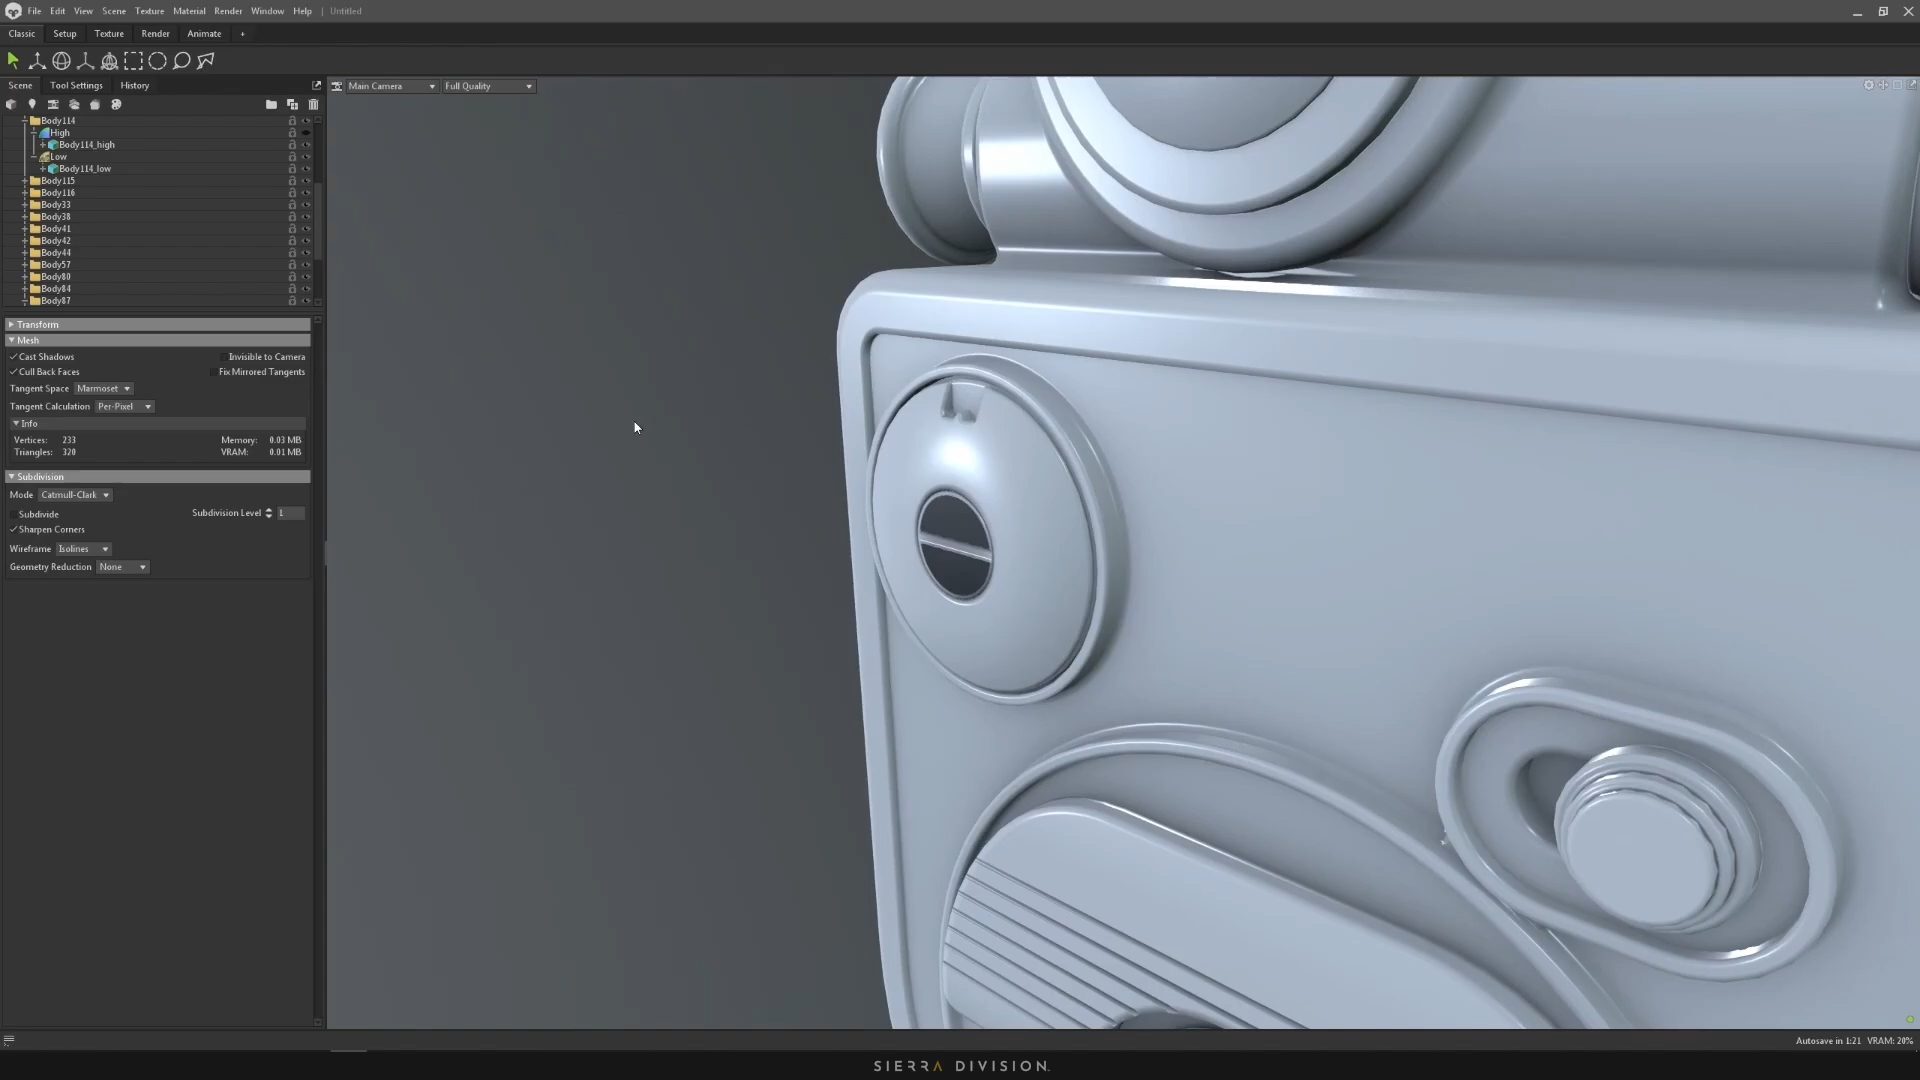 File Edit View Scene Texture Material Render Window Help | Untitled
Classic Setup Texture Render Animate +
Scene Tool Settings History
Main Camera Full Quality
Body114
High
Body114_high
Low
Body114_low
Body115
Body116
Body33
Body38
Body41
Body42
Body44
Body57
Body80
Body84
Body87
Transform
Mesh
Cast Shadows Invisible to Camera
Cull Back Faces Fix Mirrored Tangents
Tangent Space Marmoset
Tangent Calculation Per-Pixel
Info
Vertices: 233 Memory: 0.03 MB
Triangles: 320 VRAM: 0.01 MB
Subdivision
Mode Catmull-Clark
Subdivide Subdivision Level 1
Sharpen Corners
Wireframe Isolines
Geometry Reduction None
Autosave in 1:21 VRAM: 20%
SIERRA DIVISION.